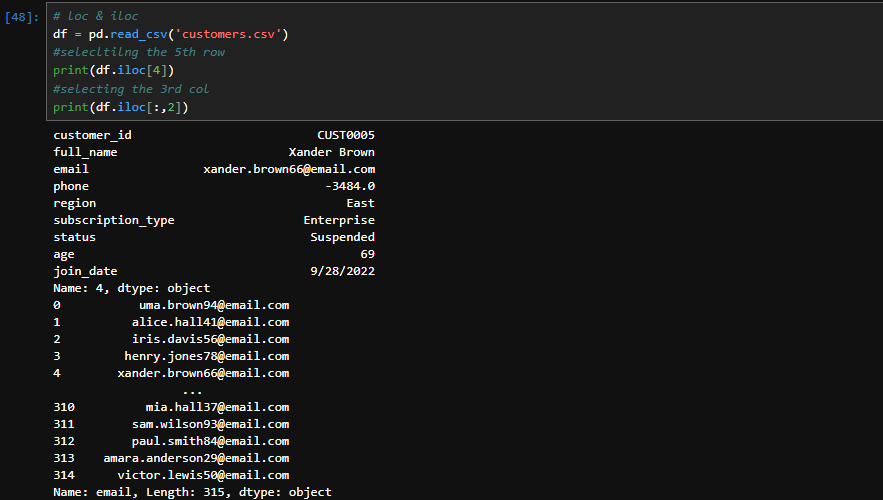 [48]:
# loc & iloc
df = pd.read_csv('customers.csv')
#selecltilng the 5th row
print(df.iloc[4])
#selecting the 3rd col
print(df.iloc[:,2])
customer_id CUST0005
full_name Xander Brown
email xander.brown66@email.com
phone -3484.0
region East
subscription_type Enterprise
status Suspended
age 69
join_date 9/28/2022
Name: 4, dtype: object
0 uma.brown94@email.com
1 alice.hall41@email.com
2 iris.davis56@email.com
3 henry.jones78@email.com
4 xander.brown66@email.com
...
310 mia.hall37@email.com
311 sam.wilson93@email.com
312 paul.smith84@email.com
313 amara.anderson29@email.com
314 victor.lewis50@email.com
Name: email, Length: 315, dtype: object